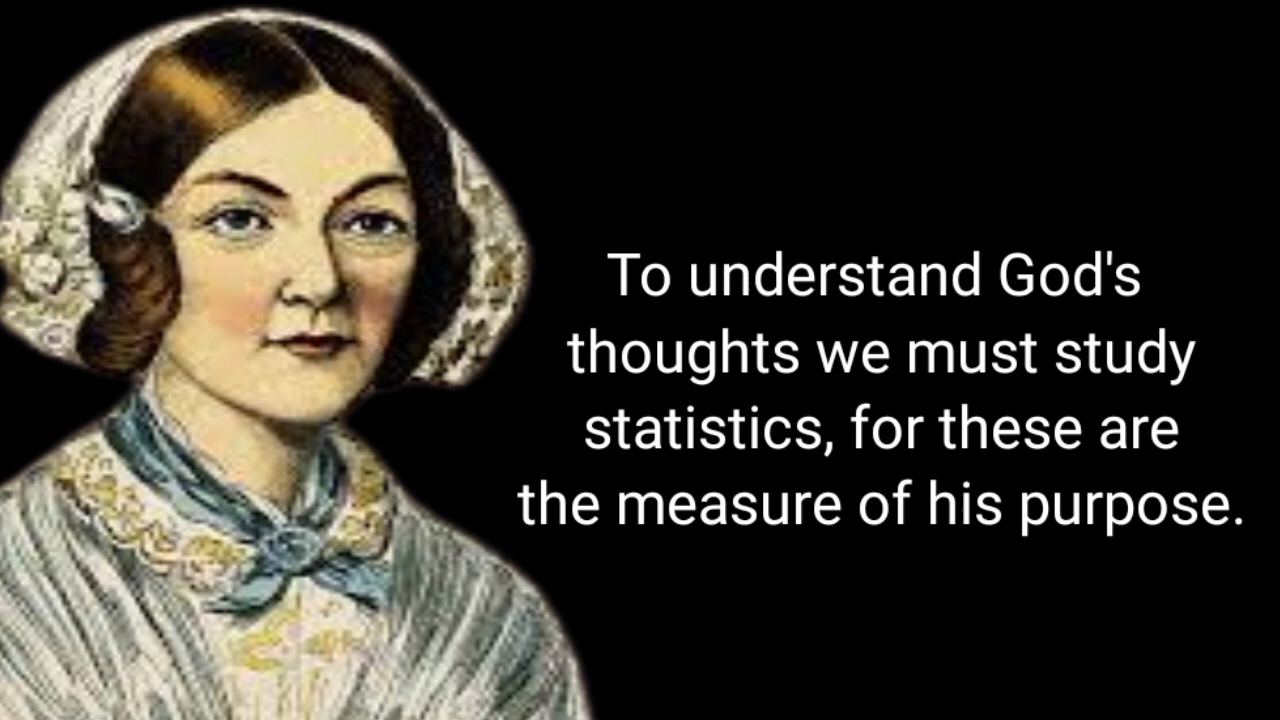 To understand God's
thoughts we must study
statistics, for these are
the measure of his purpose.